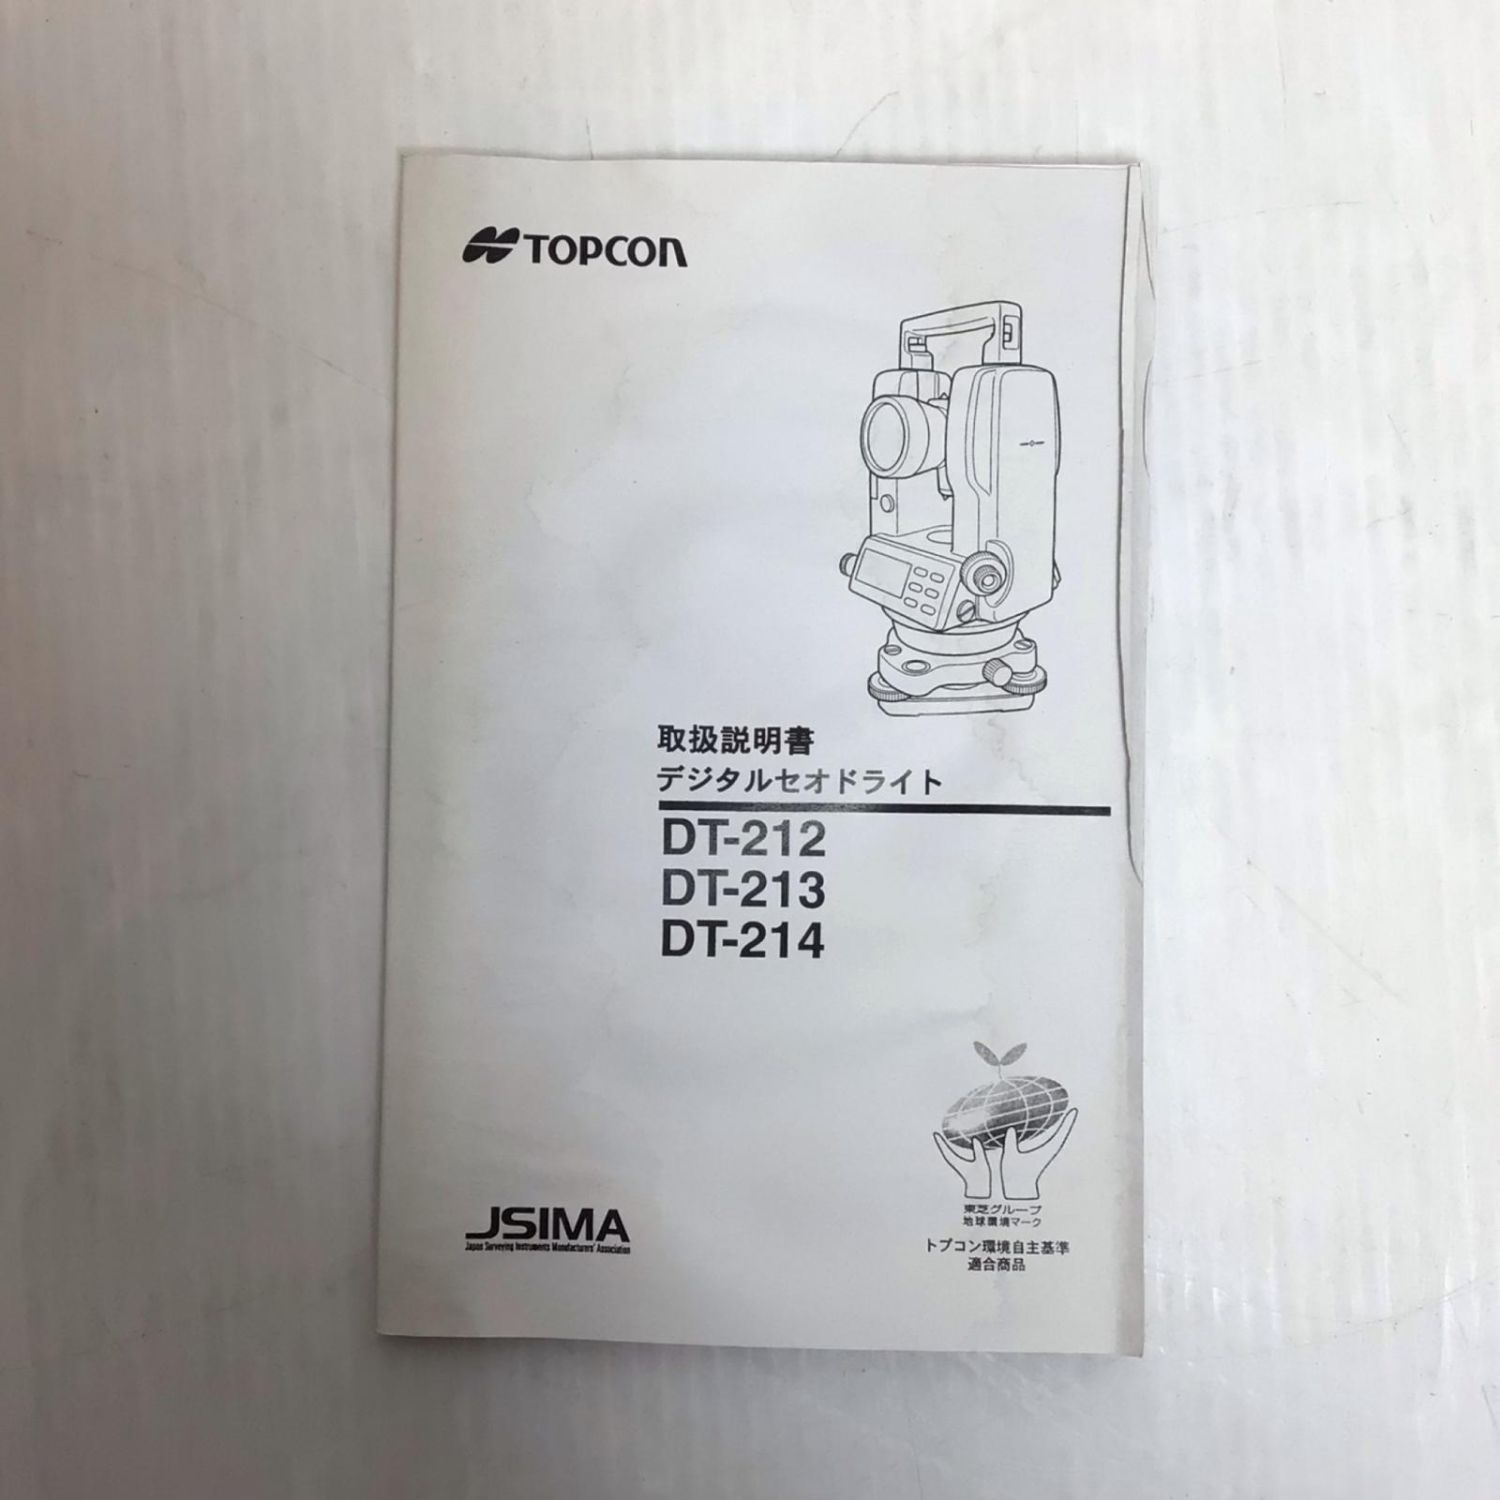 TOPCON
取扱説明書
デジタルセオドライト
DT-212
DT-213
DT-214
JSIMA
Japan Surveying Instruments Manufacturers' Association
東芝グループ
地球環境マーク
トプコン環境自主基準
適合商品